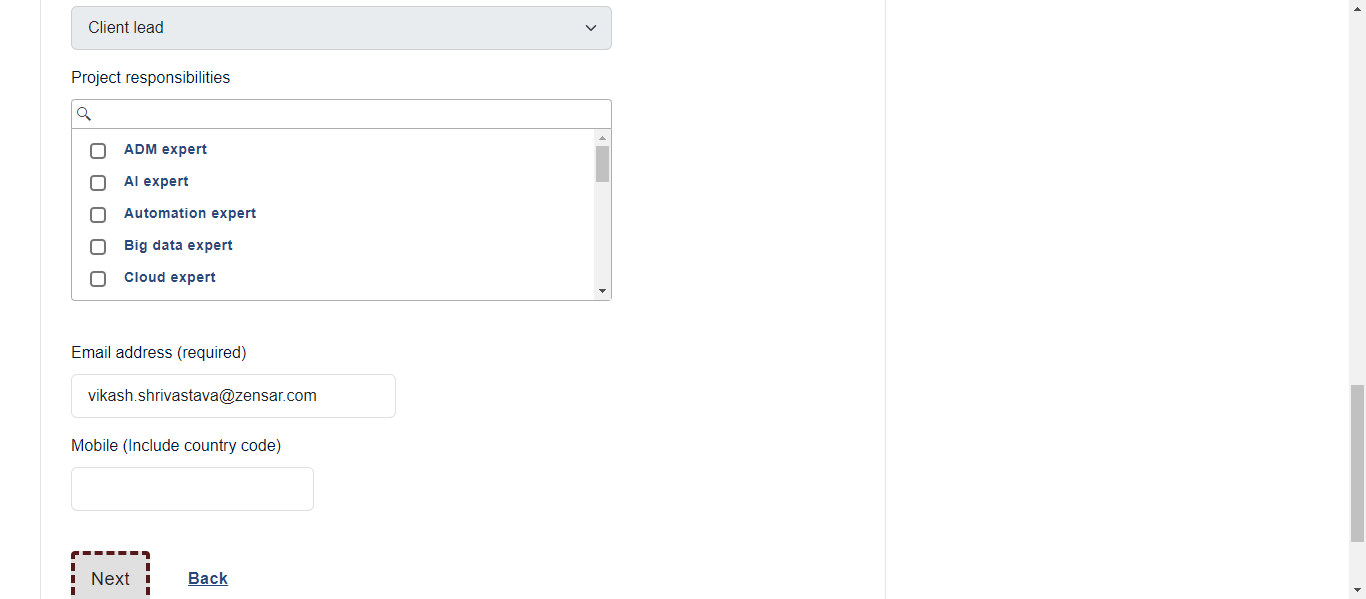 Client lead
Project responsibilities
ADM expert
AI expert
Automation expert
Big data expert
Cloud expert
Email address (required)
vikash.shrivastava@zensar.com
Mobile (Include country code)
Next
Back